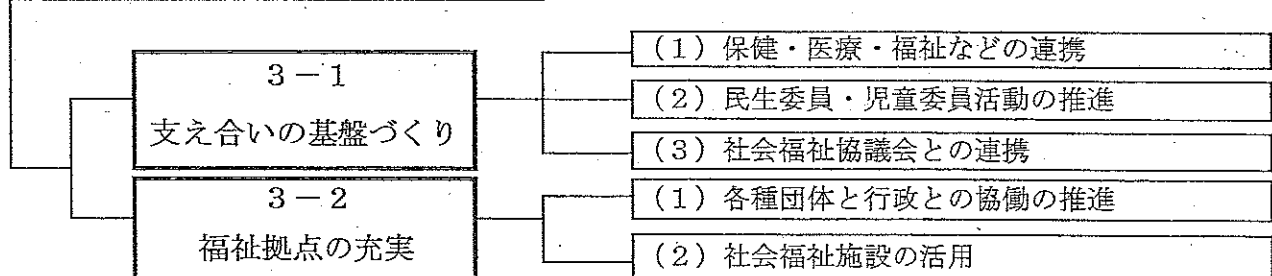 3-1
支え合いの基盤づくり
(1) 保健・医療・福祉などの連携
(2) 民生委員・児童委員活動の推進
(3) 社会福祉協議会との連携
3-2
福祉拠点の充実
(1) 各種団体と行政との協働の推進
(2) 社会福祉施設の活用